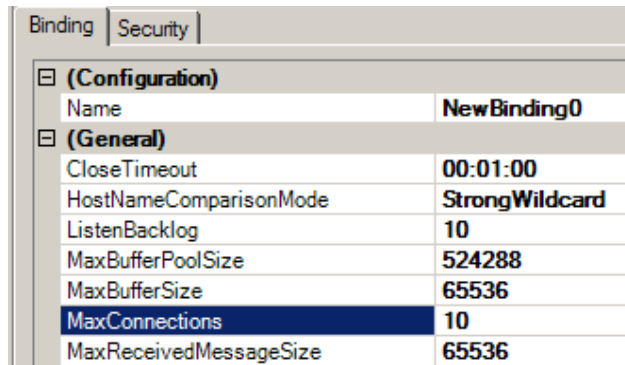 Binding Security
(Configuration)
Name NewBinding0
(General)
CloseTimeout 00:01:00
HostNameComparisonMode StrongWildcard
ListenBacklog 10
MaxBufferPoolSize 524288
MaxBufferSize 65536
MaxConnections 10
MaxReceivedMessageSize 65536